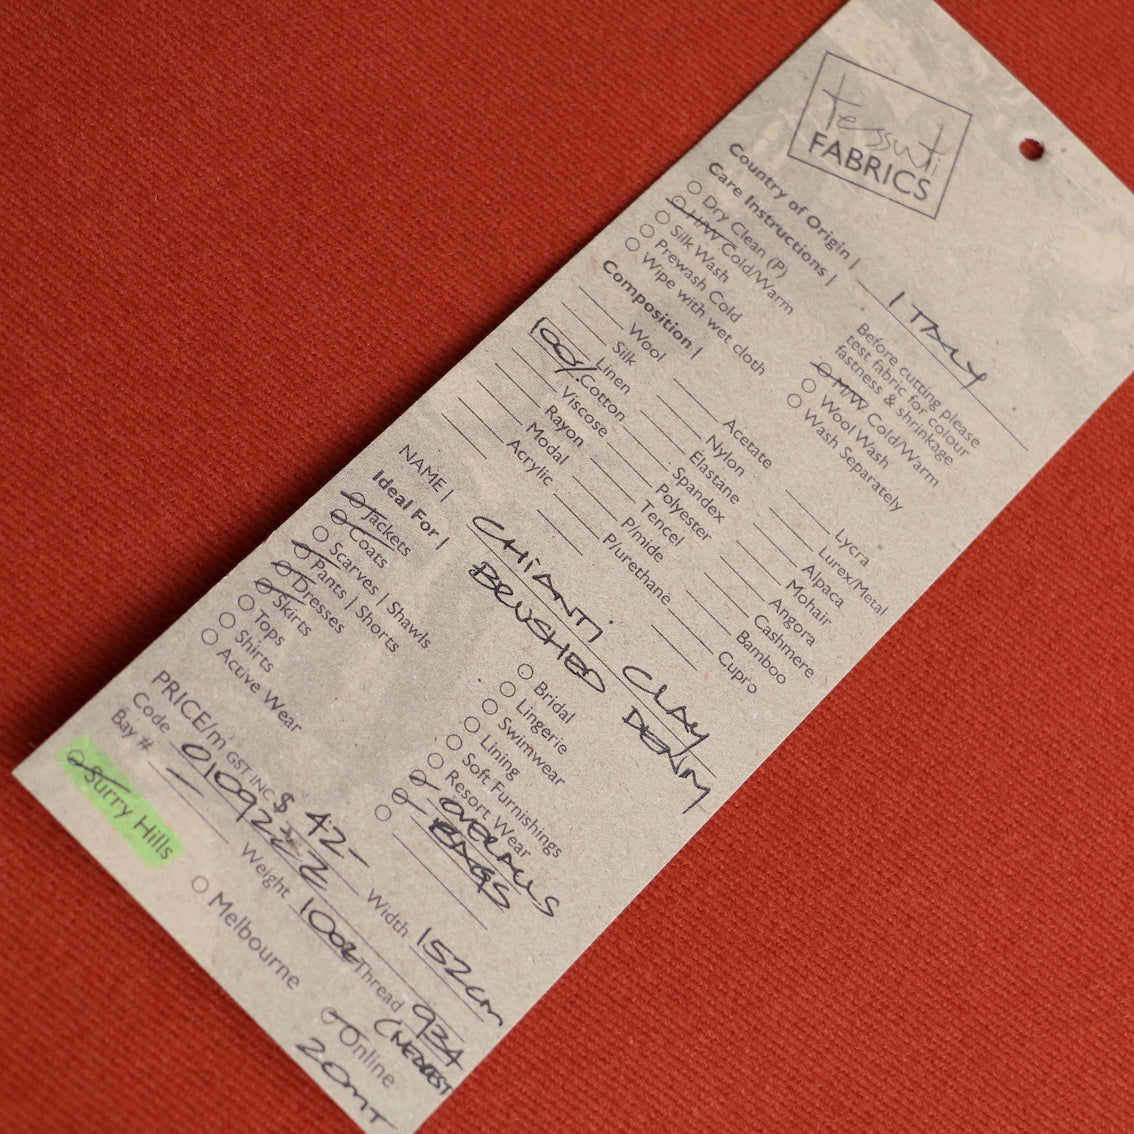 tessuti
FABRICS
Country of Origin | ITALY
Care Instructions |
Dry Clean (P)
H/W Cold/Warm
Silk Wash
Prewash Cold
Wipe with wet cloth
Before cutting please
test fabric for colour
fastness & shrinkage
M/W Cold/Warm
Wool Wash
Wash Separately
Composition |
Wool
Silk
Linen
100% Cotton
Viscose
Rayon
Modal
Acrylic
Acetate
Nylon
Elastane
Spandex
Polyester
Tencel
P/mide
P/urethane
Lycra
Lurex/Metal
Alpaca
Mohair
Angora
Cashmere
Bamboo
Cupro
NAME | CHIANTI CLAY
BRUSHED DENIM
Ideal For |
Jackets
Coats
Scarves | Shawls
Pants | Shorts
Dresses
Skirts
Tops
Shirts
Active Wear
Bridal
Lingerie
Swimwear
Lining
Soft Furnishings
Resort Wear
OVERALLS
BAGS
PRICE/m GST INC $ 42- Width 152cm
Code 0109222 Weight Thread 934
Bay #
(NEAREST
Surry Hills
Melbourne
Online
20MT